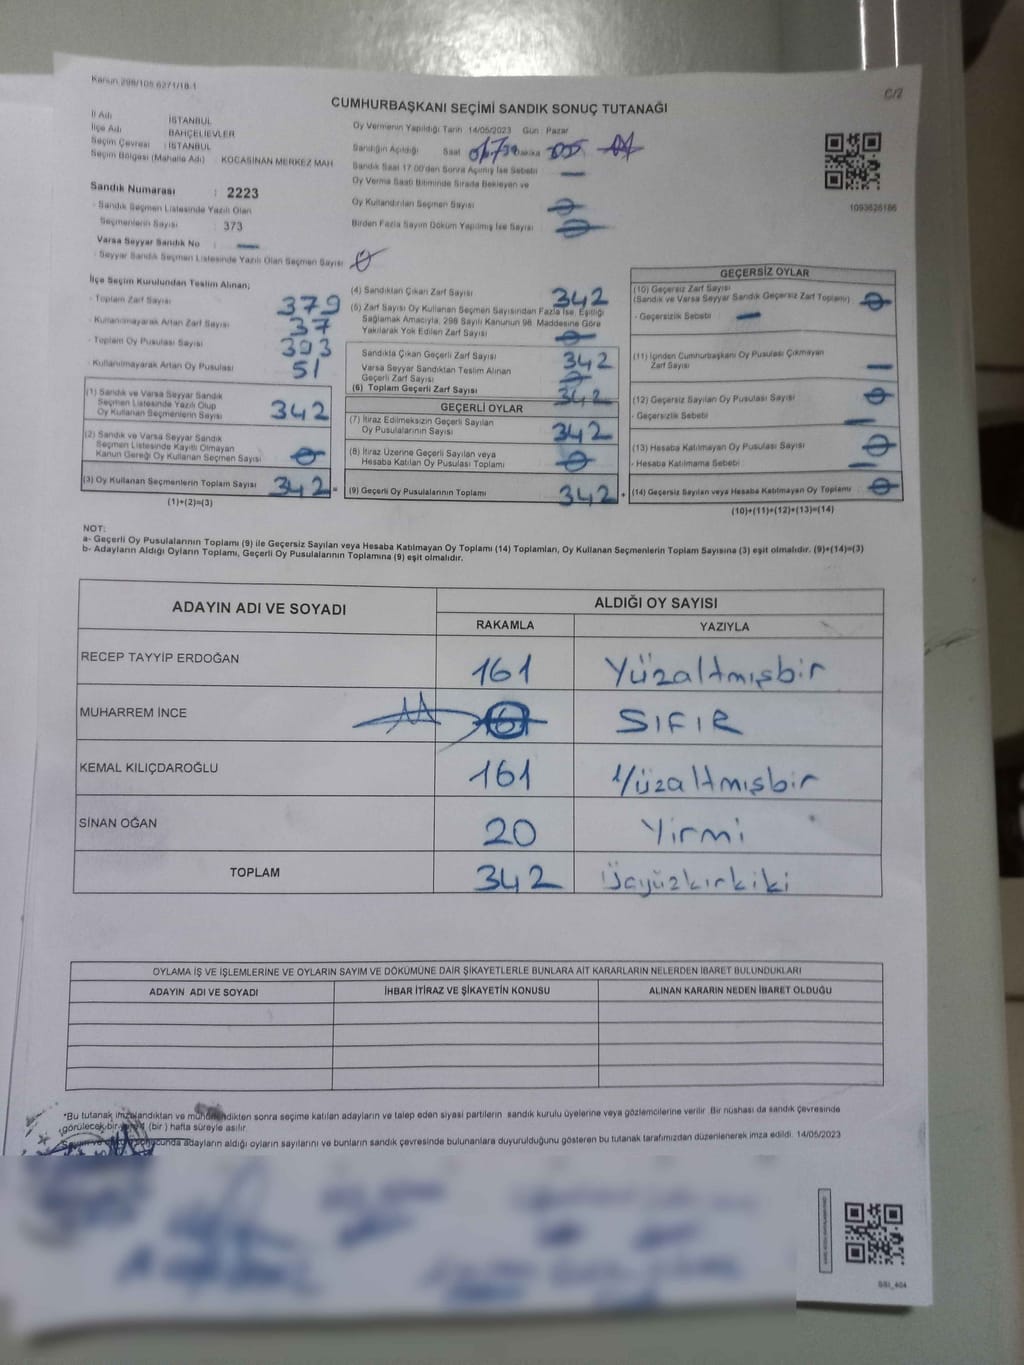 Kanun 298/105 6271/18-1
C/2
CUMHURBAŞKANI SEÇİMİ SANDIK SONUÇ TUTANAĞI
İl Adı : İSTANBUL
İlçe Adı : BAHÇELİEVLER
Seçim Çevresi : İSTANBUL
Seçim Bölgesi (Mahalle Adı) : KOCASİNAN MERKEZ MAH
Sandık Numarası : 2223
- Sandık Seçmen Listesinde Yazılı Olan
Seçmenlerin Sayısı : 373
Varsa Seyyar Sandık No : —
- Seyyar Sandık Seçmen Listesinde Yazılı Olan Seçmen Sayısı 0
Oy Vermenin Yapıldığı Tarih 14/05/2023 Gün : Pazar
Sandığın Açıldığı Saat Dakika
Sandık Saat 17:00'den Sonra Açılmış İse Sebebi —
Oy Verme Saati Bitiminde Sırada Bekleyen ve
Oy Kullandırılan Seçmen Sayısı 0
Birden Fazla Sayım Döküm Yapılmış İse Sayısı 0
1093626186
İlçe Seçim Kurulundan Teslim Alınan;
- Toplam Zarf Sayısı 379
- Kullanılmayarak Artan Zarf Sayısı 37
- Toplam Oy Pusulası Sayısı 393
- Kullanılmayarak Artan Oy Pusulası 51
(1) Sandık ve Varsa Seyyar Sandık
Seçmen Listesinde Yazılı Olup
Oy Kullanan Seçmenlerin Sayısı 342
(2) Sandık ve Varsa Seyyar Sandık
Seçmen Listesinde Kayıtlı Olmayan
Kanun Gereği Oy Kullanan Seçmen Sayısı 0
(3) Oy Kullanan Seçmenlerin Toplam Sayısı 342 =
(1)+(2)=(3)
(4) Sandıktan Çıkan Zarf Sayısı 342
(5) Zarf Sayısı Oy Kullanan Seçmen Sayısından Fazla İse, Eşitliği
Sağlamak Amacıyla, 298 Sayılı Kanunun 98. Maddesine Göre
Yakılarak Yok Edilen Zarf Sayısı 0
Sandıkta Çıkan Geçerli Zarf Sayısı 342
Varsa Seyyar Sandıktan Teslim Alınan
Geçerli Zarf Sayısı 0
(6) Toplam Geçerli Zarf Sayısı 342
GEÇERLİ OYLAR
(7) İtiraz Edilmeksizin Geçerli Sayılan
Oy Pusulalarının Sayısı 342
(8) İtiraz Üzerine Geçerli Sayılan veya
Hesaba Katılan Oy Pusulası Toplamı 0
(9) Geçerli Oy Pusulalarının Toplamı 342 +
GEÇERSİZ OYLAR
(10) Geçersiz Zarf Sayısı
(Sandık ve Varsa Seyyar Sandık Geçersiz Zarf Toplamı) 0
- Geçersizlik Sebebi : —
(11) İçinden Cumhurbaşkanı Oy Pusulası Çıkmayan
Zarf Sayısı —
(12) Geçersiz Sayılan Oy Pusulası Sayısı 0
- Geçersizlik Sebebi —
(13) Hesaba Katılmayan Oy Pusulası Sayısı 0
- Hesaba Katılmama Sebebi —
(14) Geçersiz Sayılan veya Hesaba Katılmayan Oy Toplamı 0
(10)+(11)+(12)+(13)=(14)
NOT:
a- Geçerli Oy Pusulalarının Toplamı (9) ile Geçersiz Sayılan veya Hesaba Katılmayan Oy Toplamı (14) Toplamları, Oy Kullanan Seçmenlerin Toplam Sayısına (3) eşit olmalıdır. (9)+(14)=(3)
b- Adayların Aldığı Oyların Toplamı, Geçerli Oy Pusulalarının Toplamına (9) eşit olmalıdır.
ADAYIN ADI VE SOYADI ALDIĞI OY SAYISI
RAKAMLA YAZIYLA
RECEP TAYYİP ERDOĞAN 161 Yüzaltmışbir
MUHARREM İNCE SIFIR
KEMAL KILIÇDAROĞLU 161 Yüzaltmışbir
SİNAN OĞAN 20 Yirmi
TOPLAM 342 Üçyüzkırkiki
OYLAMA İŞ VE İŞLEMLERİNE VE OYLARIN SAYIM VE DÖKÜMÜNE DAİR ŞİKAYETLERLE BUNLARA AİT KARARLARIN NELERDEN İBARET BULUNDUKLARI
ADAYIN ADI VE SOYADI İHBAR İTİRAZ VE ŞİKAYETİN KONUSU ALINAN KARARIN NEDEN İBARET OLDUĞU
*Bu tutanak imzalandıktan ve mühürlendikten sonra seçime katılan adayların ve talep eden siyasi partilerin sandık kurulu üyelerine veya gözlemcilerine verilir. Bir nüshası da sandık çevresinde
görülecek bir yere 1 (bir) hafta süreyle asılır.
adayların aldığı oyların sayılarını ve bunların sandık çevresinde bulunanlara duyurulduğunu gösteren bu tutanak tarafımızdan düzenlenerek imza edildi. 14/05/2023
SSI_404